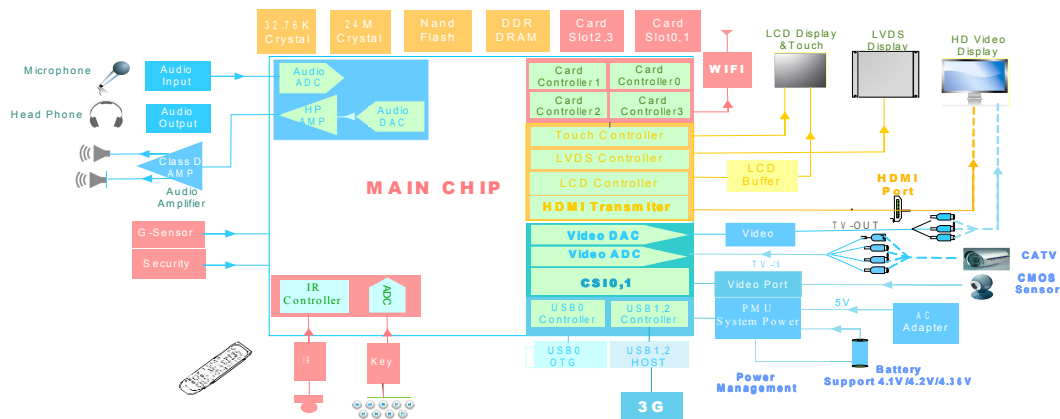 32.76K
Crystal
24M
Crystal
Nand
Flash
DDR
DRAM
Card
Slot2,3
Card
Slot0,1
WIFI
LCD Display
&Touch
LVDS
Display
HD Video
Display
Microphone
Audio
Input
Audio
ADC
Card
Controller1
Card
Controller0
Head Phone
Audio
Output
HP
AMP
Audio
DAC
Card
Controller2
Card
Controller3
Touch Controller
Class D
AMP
Audio
Amplifier
LVDS Controller
LCD
Buffer
MAIN CHIP
LCD Controller
HDMI
Port
HDMI Transmiter
G-Sensor
Security
Video DAC
Video
TV-OUT
Video ADC
TV-IN
CATV
CSI0,1
Video Port
CMOS
Sensor
IR
Controller
ADC
USB0
Controller
USB1,2
Controller
PMU
System Power
5V
AC
Adapter
IR
Key
USB0
OTG
USB1,2
HOST
Power
Management
Battery
Support 4.1V/4.2V/4.36V
3G